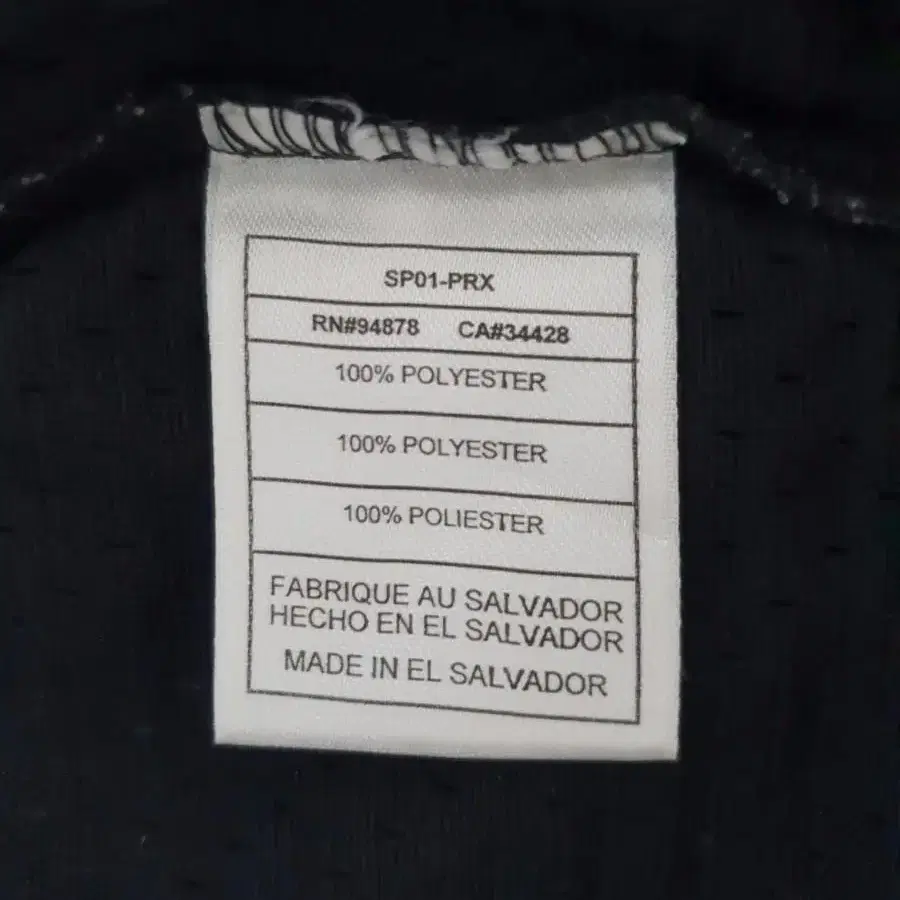 SP01-PRX
RN#94878 CA#34428
100% POLYESTER
100% POLYESTER
100% POLIESTER
FABRIQUE AU SALVADOR
HECHO EN EL SALVADOR
MADE IN EL SALVADOR